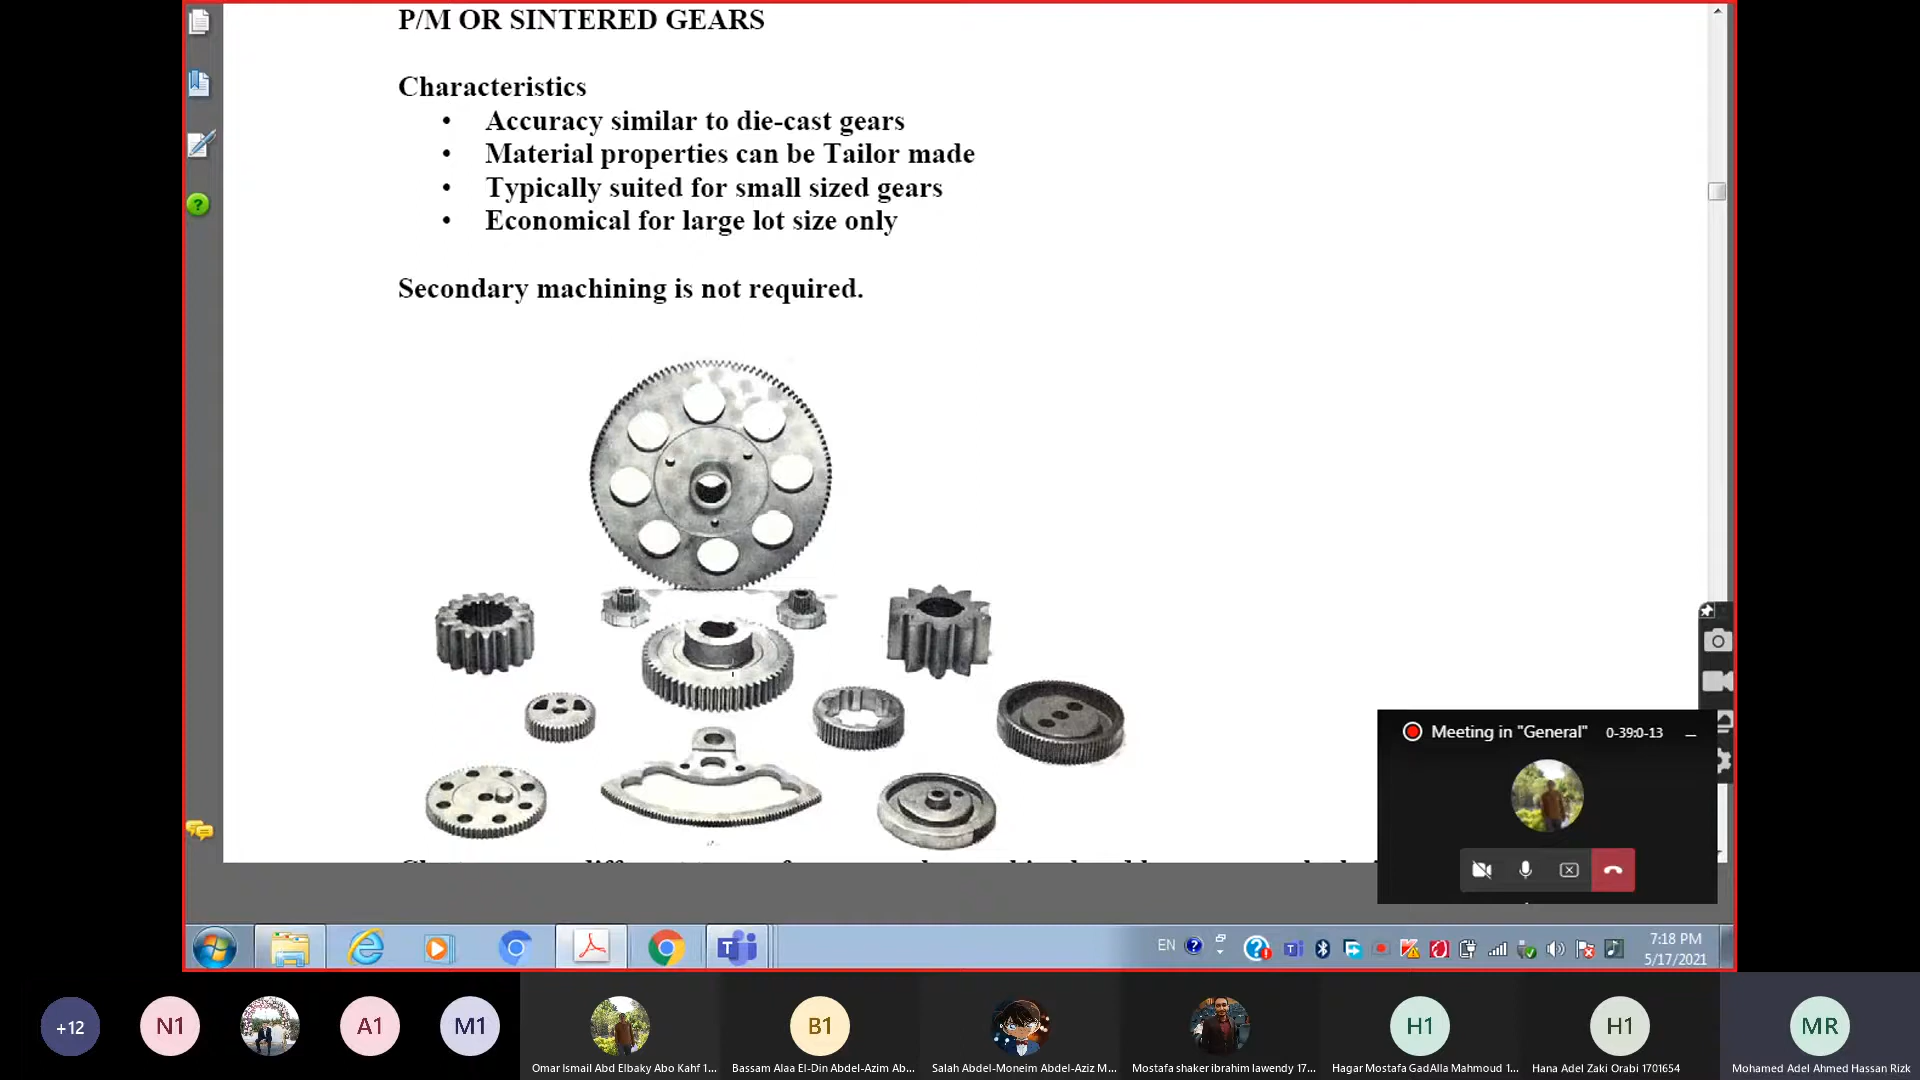 P/M OR SINTERED GEARS
Characteristics
• Accuracy similar to die-cast gears
• Material properties can be Tailor made
• Typically suited for small sized gears
• Economical for large lot size only
Secondary machining is not required.
Meeting in "General" 0-39:0-13
EN
7:18 PM
5/17/2021
+12
N1
A1
M1
B1
H1
H1
MR
Omar Ismail Abd Elbaky Abo Kahf 1...
Bassam Alaa El-Din Abdel-Azim Ab...
Salah Abdel-Moneim Abdel-Aziz M...
Mostafa shaker ibrahim lawendy 17...
Hagar Mostafa GadAlla Mahmoud 1...
Hana Adel Zaki Orabi 1701654
Mohamed Adel Ahmed Hassan Rizk